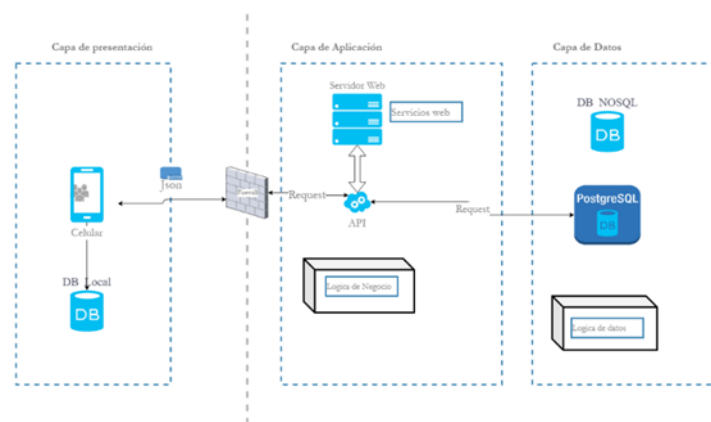 Capa de presentación
Capa de Aplicación
Capa de Datos
Servidor Web
Servicios web
DB NOSQL
DB
Json
Firewall
Request
API
Request
PostgreSQL
DB
Celular
DB Local
DB
Logica de Negocio
Logica de datos